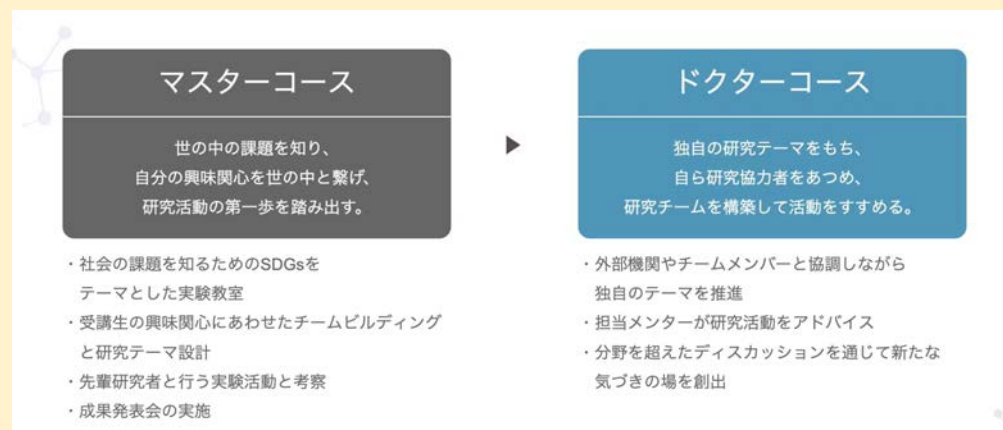 マスターコース
世の中の課題を知り、
自分の興味関心を世の中と繋げ、
研究活動の第一歩を踏み出す。
・社会の課題を知るためのSDGsを
テーマとした実験教室
・受講生の興味関心にあわせたチームビルディング
と研究テーマ設計
・先輩研究者と行う実験活動と考察
・成果発表会の実施
ドクターコース
独自の研究テーマをもち、
自ら研究協力者をあつめ、
研究チームを構築して活動をすすめる。
・外部機関やチームメンバーと協調しながら
独自のテーマを推進
・担当メンターが研究活動をアドバイス
・分野を超えたディスカッションを通じて新たな
気づきの場を創出